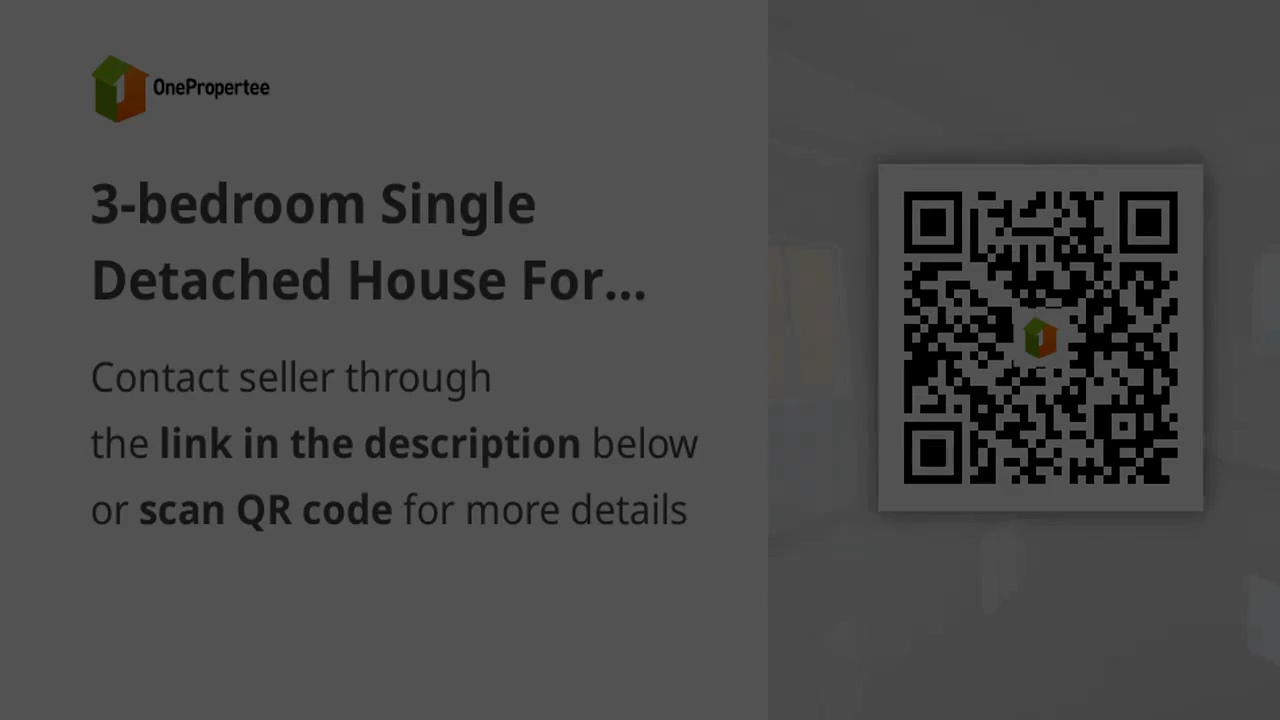 OnePropertee
3-bedroom Single
Detached House For...
Contact seller through
the link in the description below
or scan QR code for more details